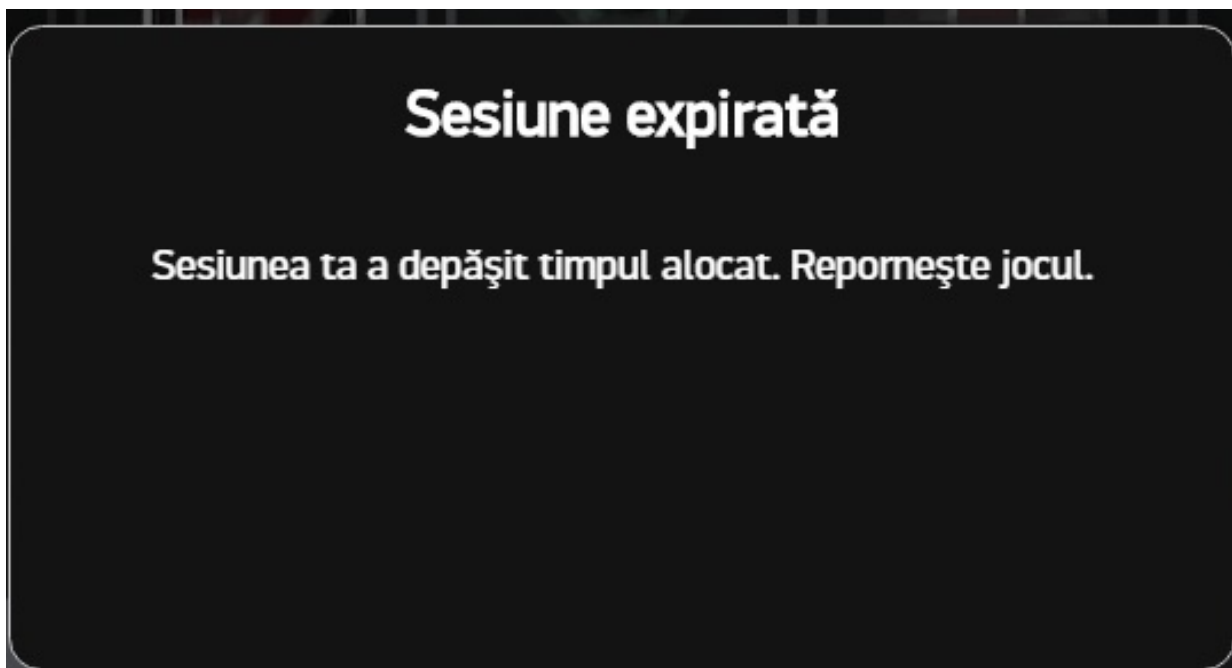 Sesiune expirată
Sesiunea ta a depăşit timpul alocat. Reporneşte jocul.